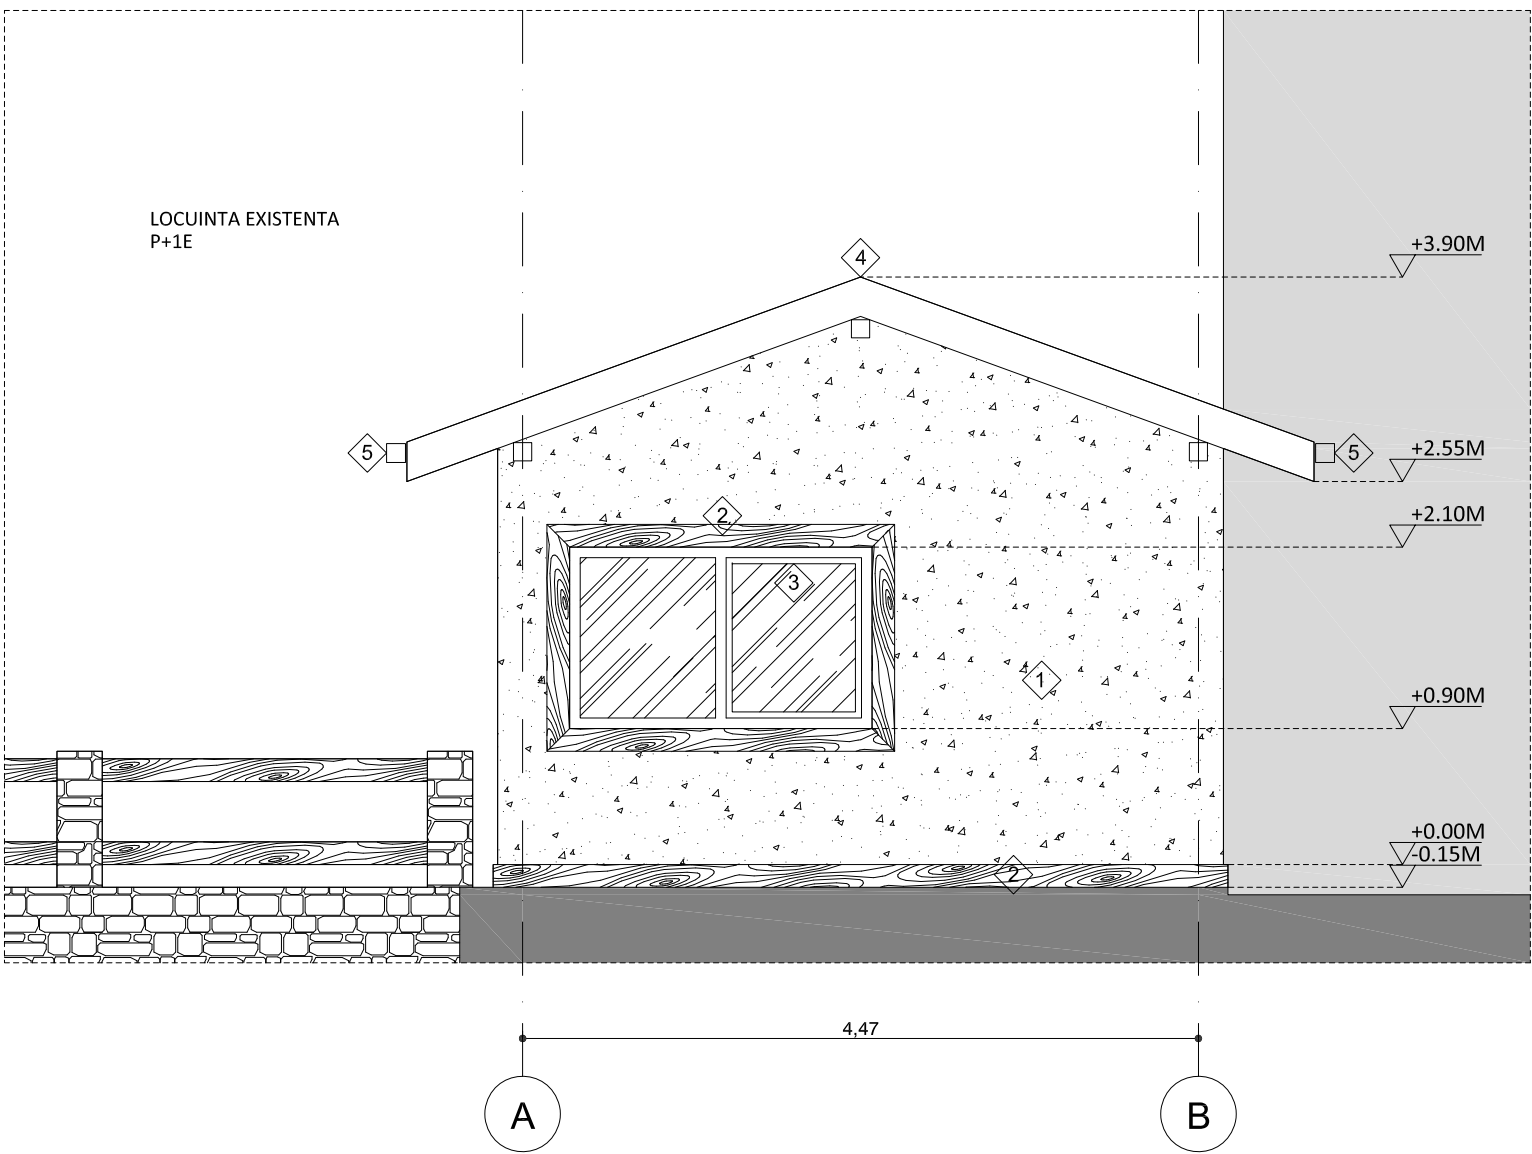 LOCUINTA EXISTENTA
P+1E
+3.90M
4
5
5
+2.55M
2
+2.10M
3
1
+0.90M
+0.00M
-0.15M
2
4,47
A
B